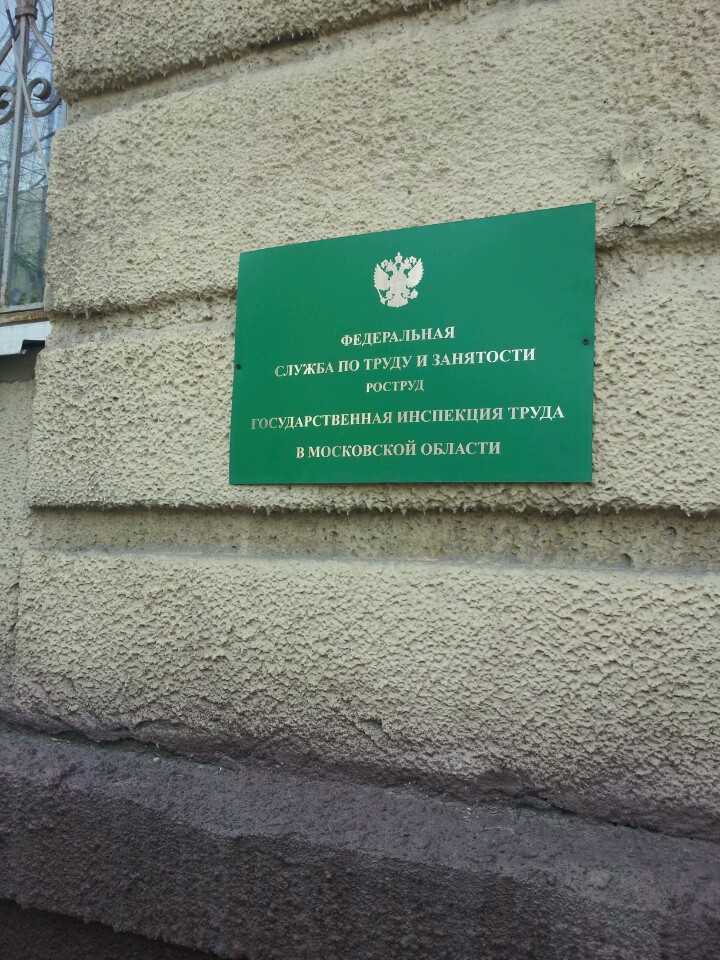 ФЕДЕРАЛЬНАЯ
СЛУЖБА ПО ТРУДУ И ЗАНЯТОСТИ
РОСТРУД
ГОСУДАРСТВЕННАЯ ИНСПЕКЦИЯ ТРУДА
В МОСКОВСКОЙ ОБЛАСТИ